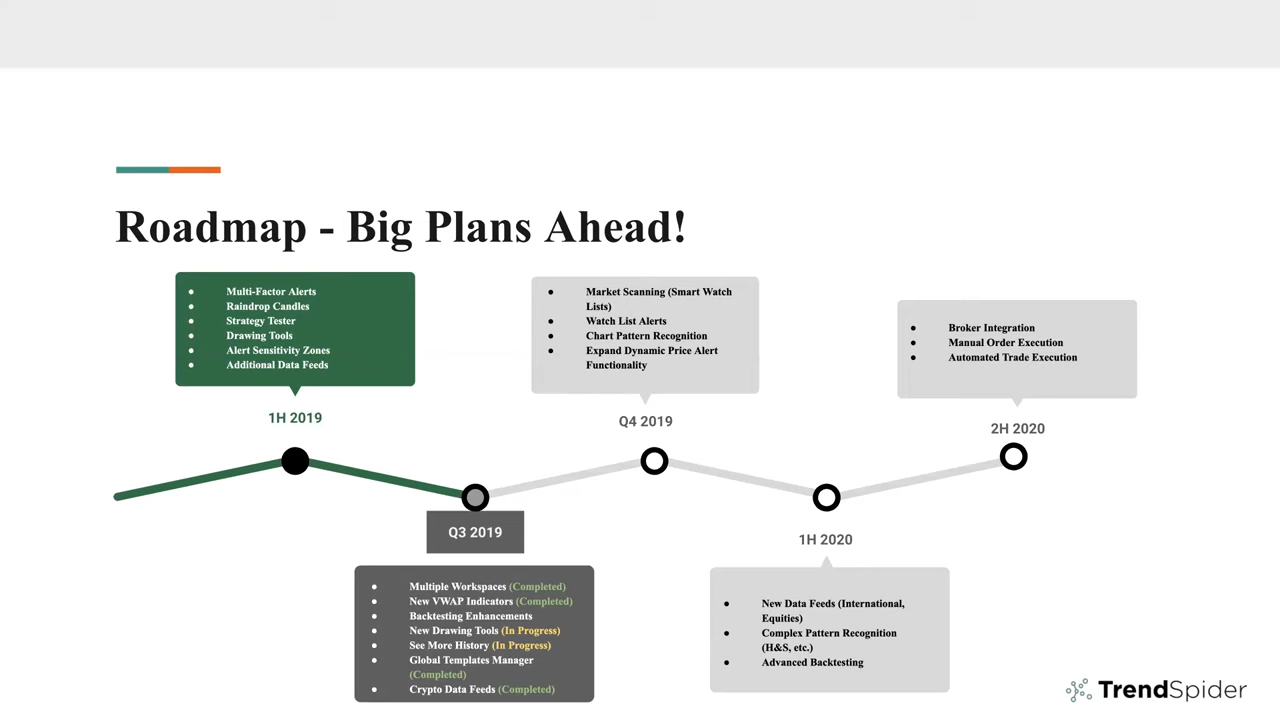 Roadmap - Big Plans Ahead!
● Multi-Factor Alerts
● Raindrop Candles
● Strategy Tester
● Drawing Tools
● Alert Sensitivity Zones
● Additional Data Feeds
1H 2019
● Market Scanning (Smart Watch
Lists)
● Watch List Alerts
● Chart Pattern Recognition
● Expand Dynamic Price Alert
Functionality
Q4 2019
● Broker Integration
● Manual Order Execution
● Automated Trade Execution
2H 2020
Q3 2019
● Multiple Workspaces (Completed)
● New VWAP Indicators (Completed)
● Backtesting Enhancements
● New Drawing Tools (In Progress)
● See More History (In Progress)
● Global Templates Manager
(Completed)
● Crypto Data Feeds (Completed)
1H 2020
● New Data Feeds (International,
Equities)
● Complex Pattern Recognition
(H&S, etc.)
● Advanced Backtesting
TrendSpider